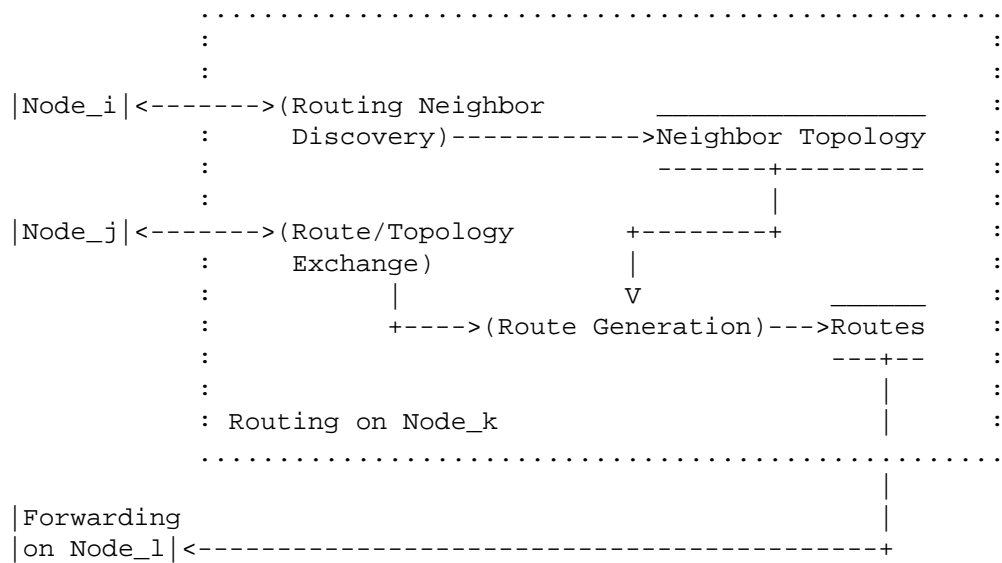 |Node_i|<------->(Routing Neighbor
Discovery)------------>Neighbor Topology
|Node_j|<------->(Route/Topology
Exchange)
V
+---->(Route Generation)--->Routes
Routing on Node_k
|Forwarding
|on Node_l|<-------------------------------------------+